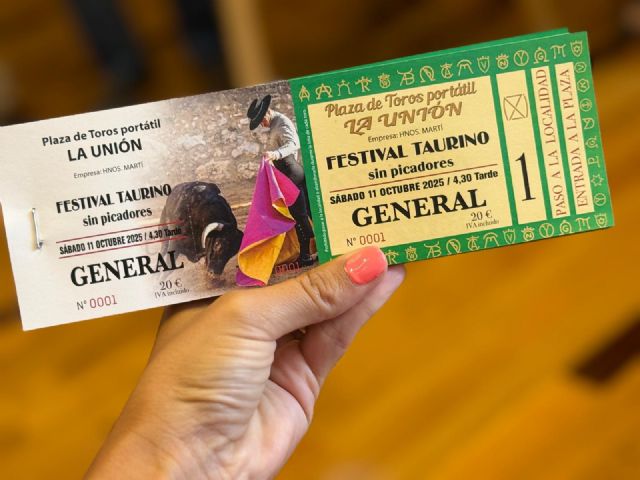 Plaza de Toros portátil
LA UNIÓN
Empresa: HNOS. MARTÍ
FESTIVAL TAURINO
sin picadores
SÁBADO 11 OCTUBRE 2025 / 4,30 Tarde
GENERAL
20 €
IVA incluido
Nº 0001
0001
Plaza de Toros portátil
LA UNIÓN
Empresa: HNOS. MARTÍ
FESTIVAL TAURINO
sin picadores
SÁBADO 11 OCTUBRE 2025 / 4,30 Tarde
GENERAL
20 €
IVA incluido
Nº 0001
1
PASO A LA LOCALIDAD
ENTRADA A LA PLAZA